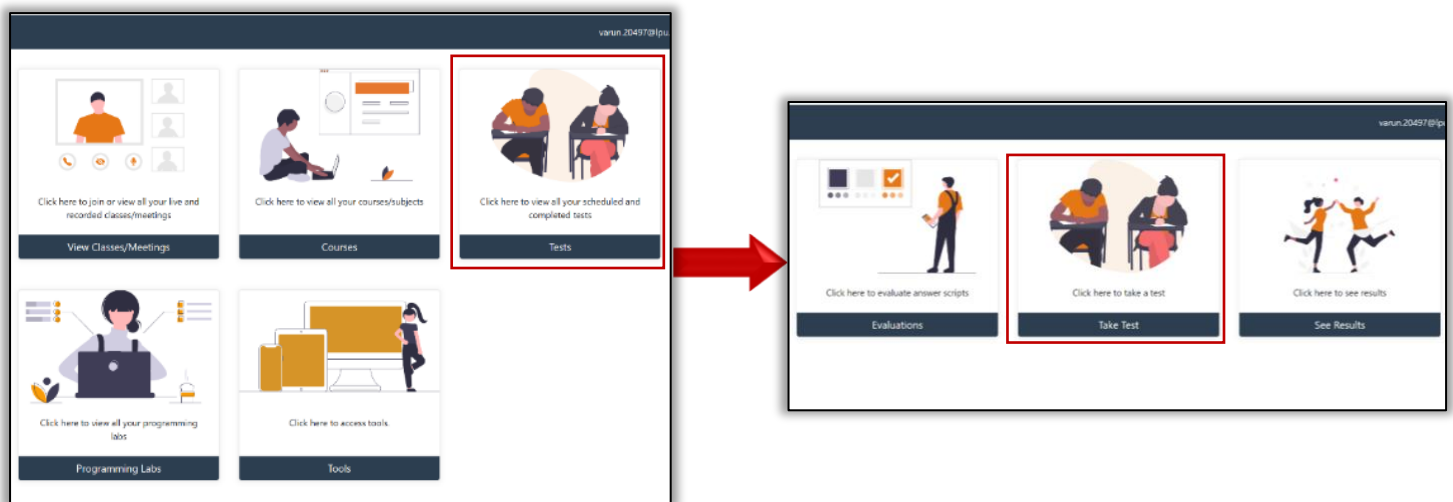 varun.20497@lpu.
Click here to join or view all your live and
recorded classes/meetings
View Classes/Meetings
Click here to view all your courses/subjects
Courses
Click here to view all your scheduled and
completed tests
Tests
Click here to view all your programming
labs
Programming Labs
Click here to access tools.
Tools
varun.20497@lpu
Click here to evaluate answer scripts
Evaluations
Click here to take a test
Take Test
Click here to see results
See Results